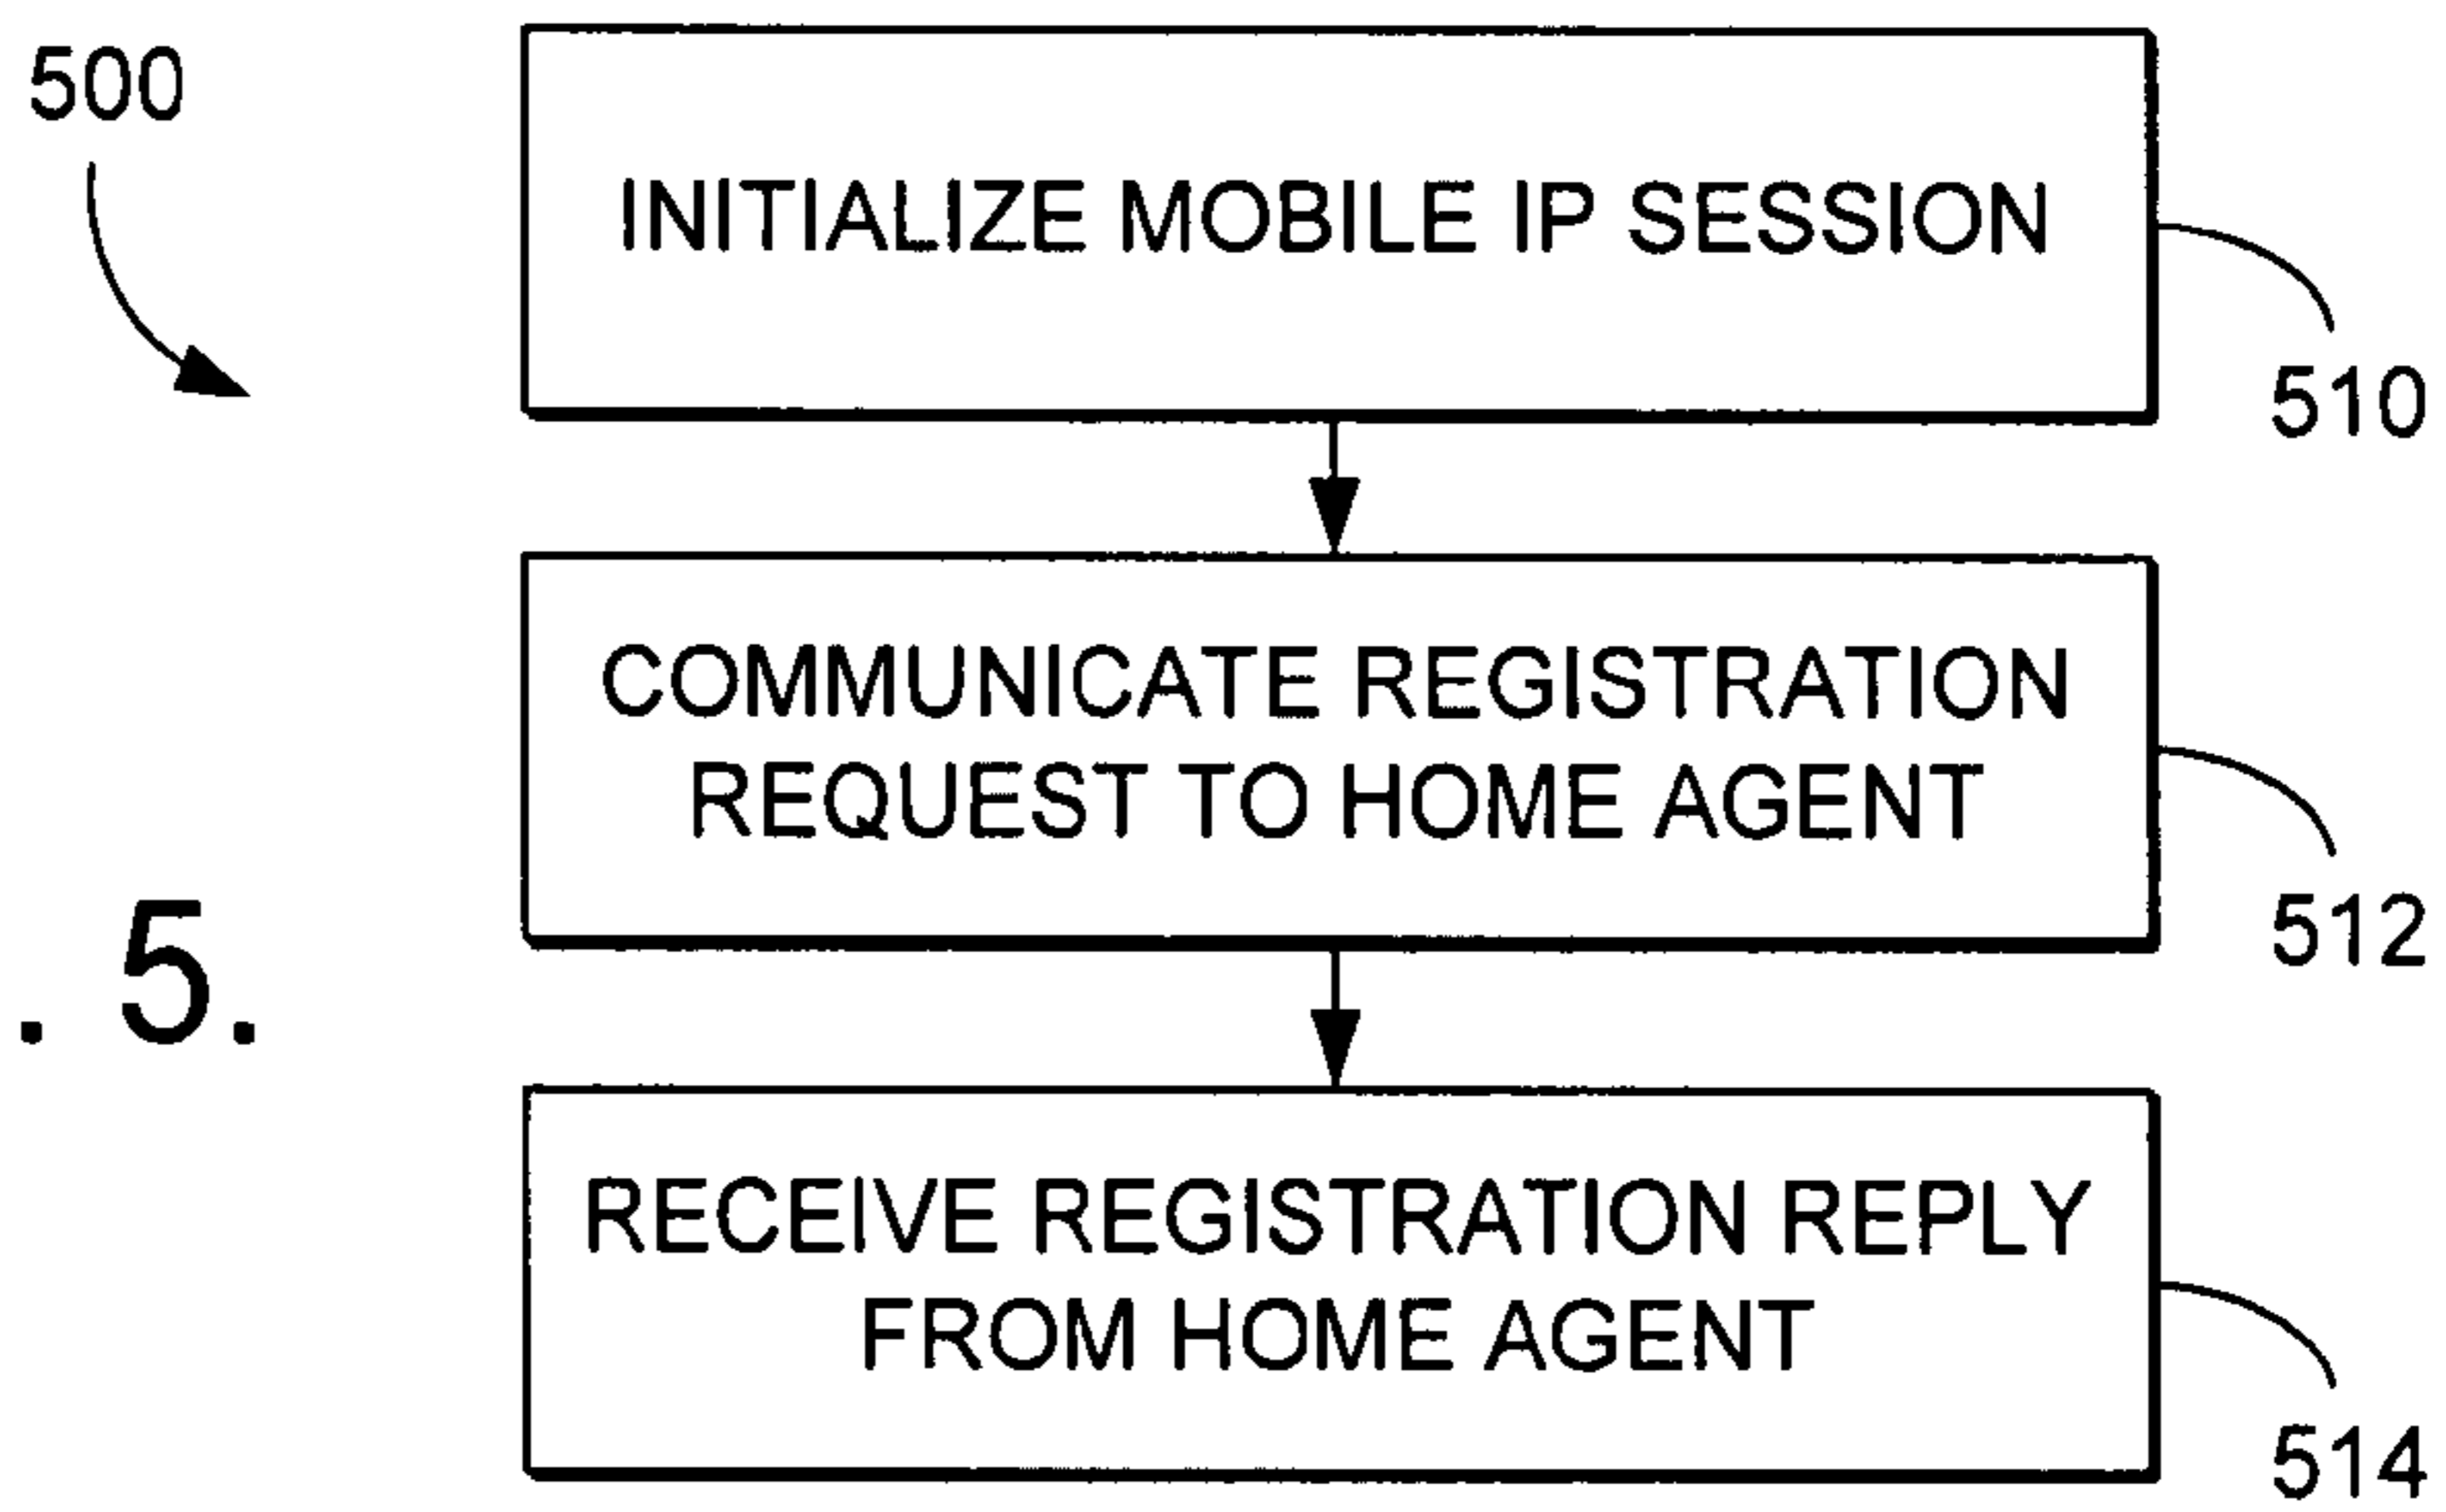 500
INITIALIZE MOBILE IP SESSION
510
COMMUNICATE REGISTRATION
REQUEST TO HOME AGENT
512
. 5.
RECEIVE REGISTRATION REPLY
FROM HOME AGENT
514